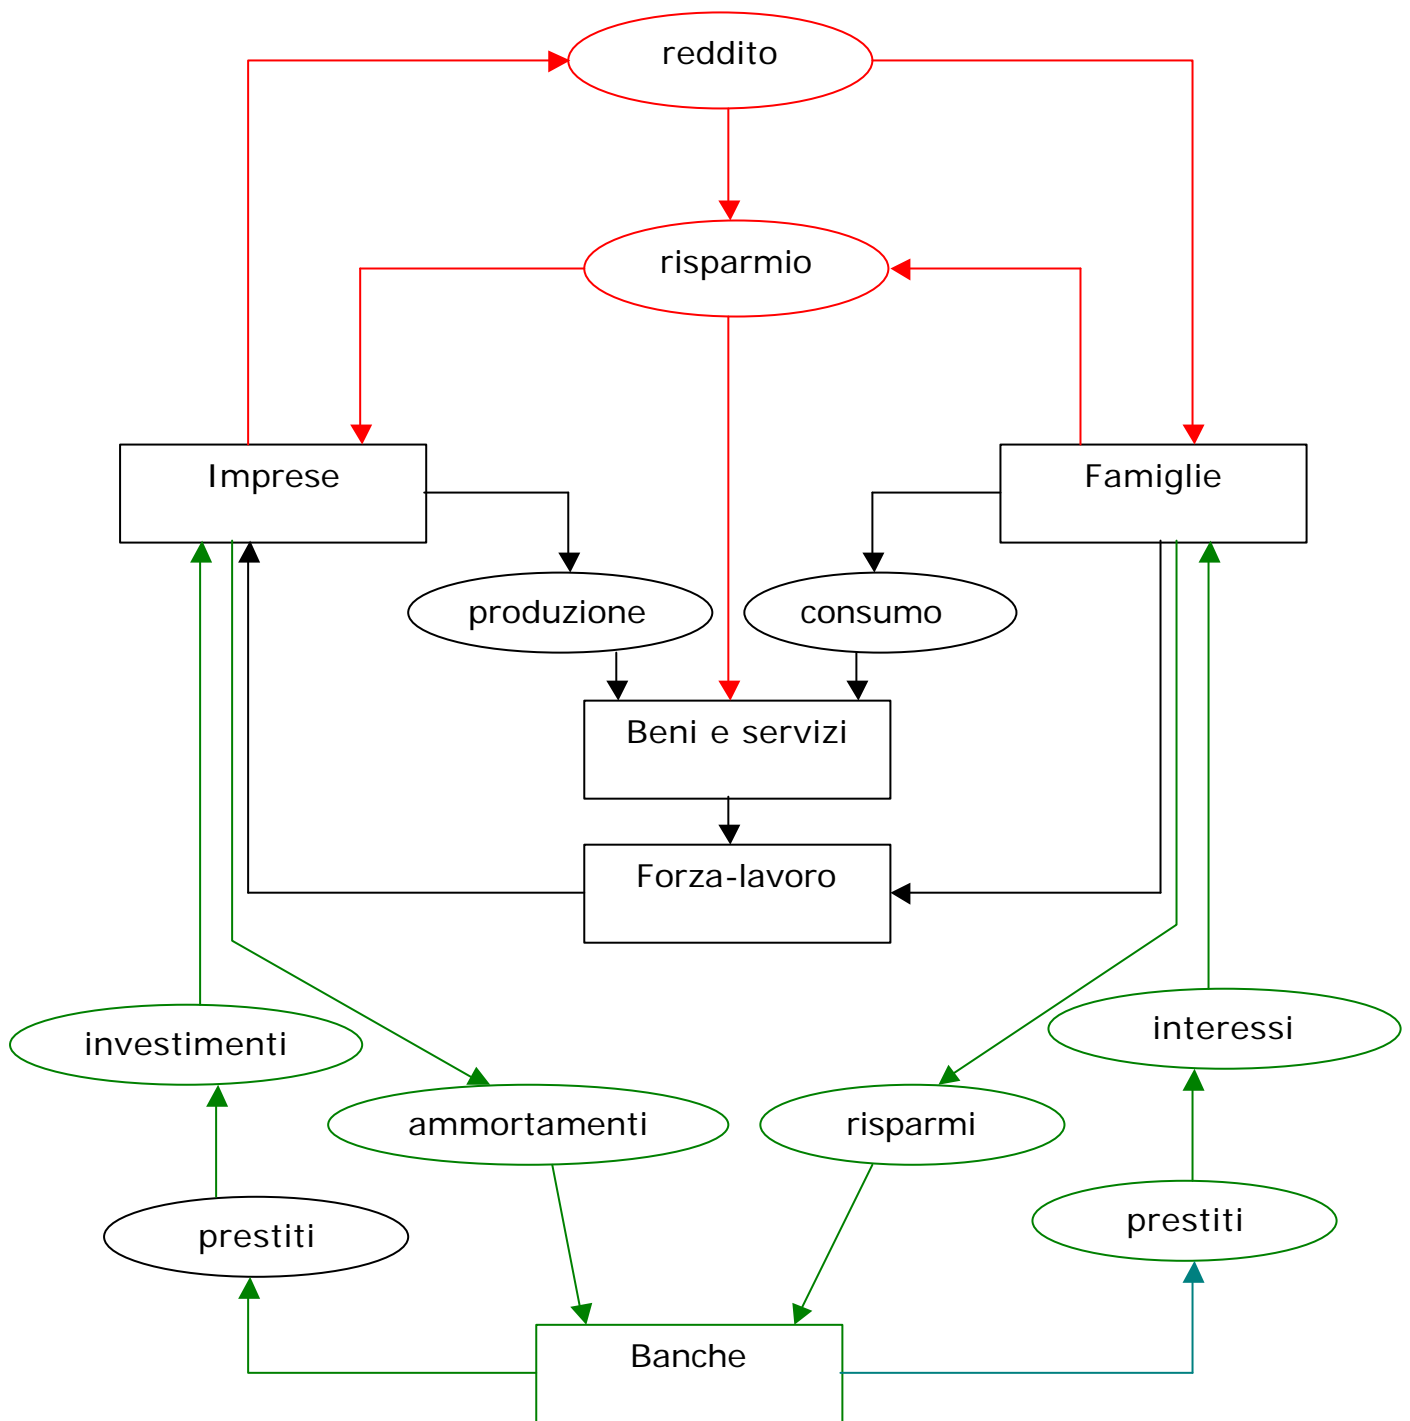 reddito
risparmio
Imprese
Famiglie
produzione
consumo
Beni e servizi
Forza-lavoro
investimenti
interessi
ammortamenti
risparmi
prestiti
prestiti
Banche